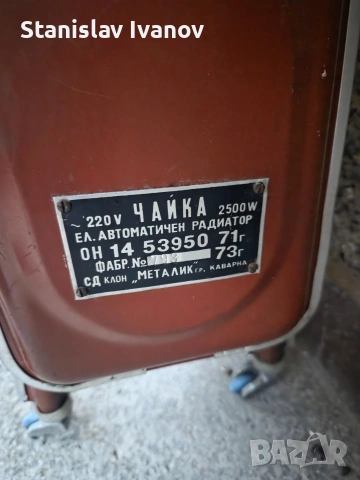 Stanislav Ivanov
~ 220V ЧАЙКА 2500W
ЕЛ. АВТОМАТИЧЕН РАДИАТОР
ОН 14 53950 71г
ФАБР. № 73г
СД КЛОН „МЕТАЛИК" гр. КАВАРНА
BAZAR